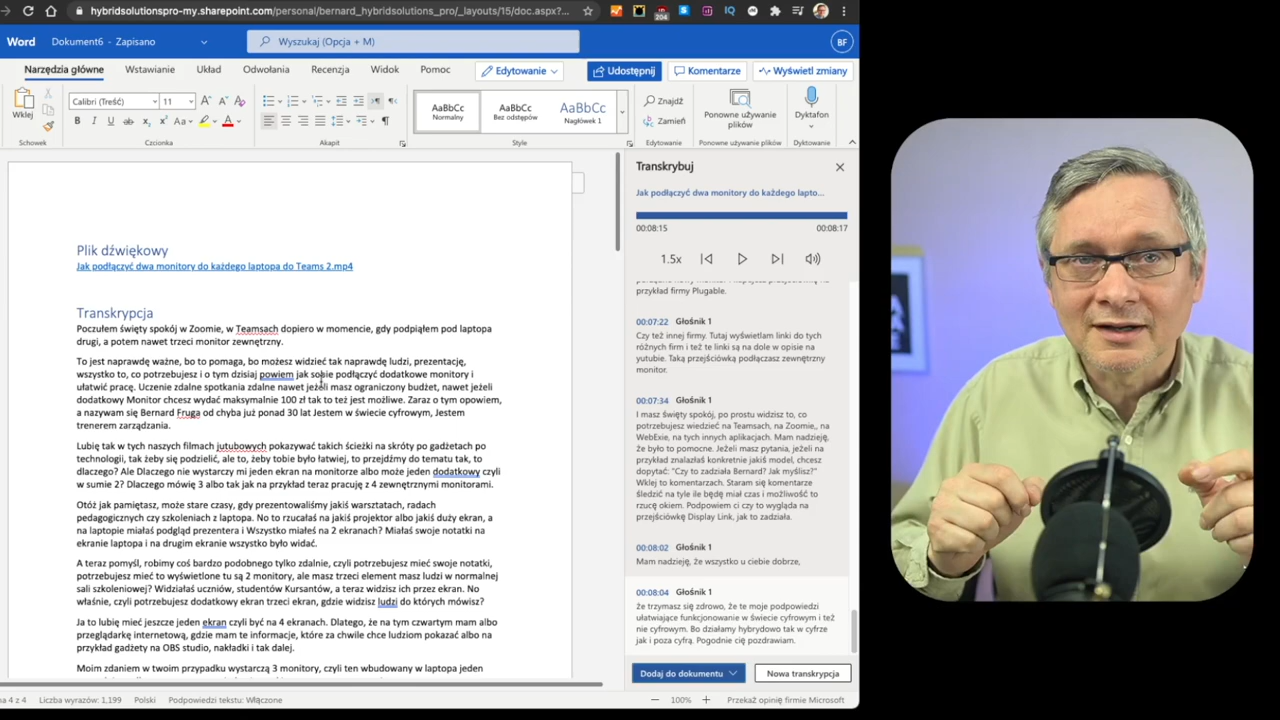 hybridsolutionspro-my.sharepoint.com/personal/bernard_hybridsolutions_pro/_layouts/15/doc.aspx?...
204
Word
Dokument6 - Zapisano
Wyszukaj (Opcja + M)
BF
Narzędzia główne
Wstawianie
Układ
Odwołania
Recenzja
Widok
Pomoc
Edytowanie
Udostępnij
Komentarze
Wyświetl zmiany
Wklej
Calibri (Treść)
11
AaBbCc
Normalny
AaBbCc
Bez odstępów
AaBbCc
Nagłówek 1
Znajdź
Zamień
Ponowne używanie plików
Dyktafon
Schowek
Czcionka
Akapit
Style
Edytowanie
Ponowne używanie plików
Dyktowanie
Plik dźwiękowy
Jak podłączyć dwa monitory do każdego laptopa do Teams 2.mp4
Transkrypcja
Poczułem święty spokój w Zoomie, w Teamsach dopiero w momencie, gdy podpiąłem pod laptopa
drugi, a potem nawet trzeci monitor zewnętrzny.
To jest naprawdę ważne, bo to pomaga, bo możesz widzieć tak naprawdę ludzi, prezentację,
wszystko to, co potrzebujesz i o tym dzisiaj powiem jak sobie podłączyć dodatkowe monitory i
ułatwić pracę. Uczenie zdalne spotkania zdalne nawet jeżeli masz ograniczony budżet, nawet jeżeli
dodatkowy Monitor chcesz wydać maksymalnie 100 zł tak to też jest możliwe. Zaraz o tym opowiem,
a nazywam się Bernard Fruga od chyba już ponad 30 lat Jestem w świecie cyfrowym, Jestem
trenerem zarządzania.
Lubię tak w tych naszych filmach jutubowych pokazywać takich ścieżki na skróty po gadżetach po
technologii, tak żeby się podzielić, ale to, żeby tobie było łatwiej, to przejdźmy do tematu tak, to
dlaczego? Ale Dlaczego nie wystarczy mi jeden ekran na monitorze albo może jeden dodatkowy czyli
w sumie 2? Dlaczego mówię 3 albo tak jak na przykład teraz pracuję z 4 zewnętrznymi monitorami.
Otóż jak pamiętasz, może stare czasy, gdy prezentowaliśmy jakiś warsztatach, radach
pedagogicznych czy szkoleniach z laptopa. No to rzucałaś na jakiś projektor albo jakiś duży ekran, a
na laptopie miałaś podgląd prezentera i Wszystko miałeś na 2 ekranach? Miałaś swoje notatki na
ekranie laptopa i na drugim ekranie wszystko było widać.
A teraz pomyśl, robimy coś bardzo podobnego tylko zdalnie, czyli potrzebujesz mieć swoje notatki,
potrzebujesz mieć to wyświetlone tu są 2 monitory, ale masz trzeci element masz ludzi w normalnej
sali szkoleniowej? Widziałaś uczniów, studentów Kursantów, a teraz widzisz ich przez ekran. No
właśnie, czyli potrzebujesz dodatkowy ekran trzeci ekran, gdzie widzisz ludzi do których mówisz?
Ja to lubię mieć jeszcze jeden ekran czyli być na 4 ekranach. Dlatego, że na tym czwartym mam albo
przeglądarkę internetową, gdzie mam te informacje, które za chwile chce ludziom pokazać albo na
przykład gadżety na OBS studio, nakładki i tak dalej.
Moim zdaniem w twoim przypadku wystarczą 3 monitory, czyli ten wbudowany w laptopa jeden
Transkrybuj
Jak podłączyć dwa monitory do każdego lapto...
00:08:15
00:08:17
1.5x
przykład firmy Plugable.
00:07:22 Głośnik 1
Czy też innej firmy. Tutaj wyświetlam linki do tych
różnych firm i też te linki są na dole w opisie na
yutubie. Taką przejściówką podłączasz zewnętrzny
monitor.
00:07:34 Głośnik 1
I masz święty spokój, po prostu widzisz to, co
potrzebujesz wiedzieć na Teamsach, na Zoomie,, na
WebExie, na tych innych aplikacjach. Mam nadzieję,
że było to pomocne. Jeżeli masz pytania, jeżeli na
przykład znalazłaś konkretnie jakiś model, chcesz
dopytać: "Czy to zadziała Bernard? Jak myślisz?"
Wklej to komentarzach. Staram się komentarze
śledzić na tyle ile będę miał czas i możliwość to
rzucę okiem. Podpowiem ci czy to wygląda na
przejściówkę Display Link, jak to zadziała.
00:08:02 Głośnik 1
Mam nadzieję, że wszystko u ciebie dobrze,
00:08:04 Głośnik 1
że trzymasz się zdrowo, że te moje podpowiedzi
ułatwiające funkcjonowanie w świecie cyfrowym i też
nie cyfrowym. Bo działamy hybrydowo tak w cyfrze
jak i poza cyfrą. Pogodnie cię pozdrawiam.
Dodaj do dokumentu
Nowa transkrypcja
na 4 z 4
Liczba wyrazów: 1,199
Polski
Podpowiedzi tekstu: Włączone
100%
Przekaż opinię firmie Microsoft